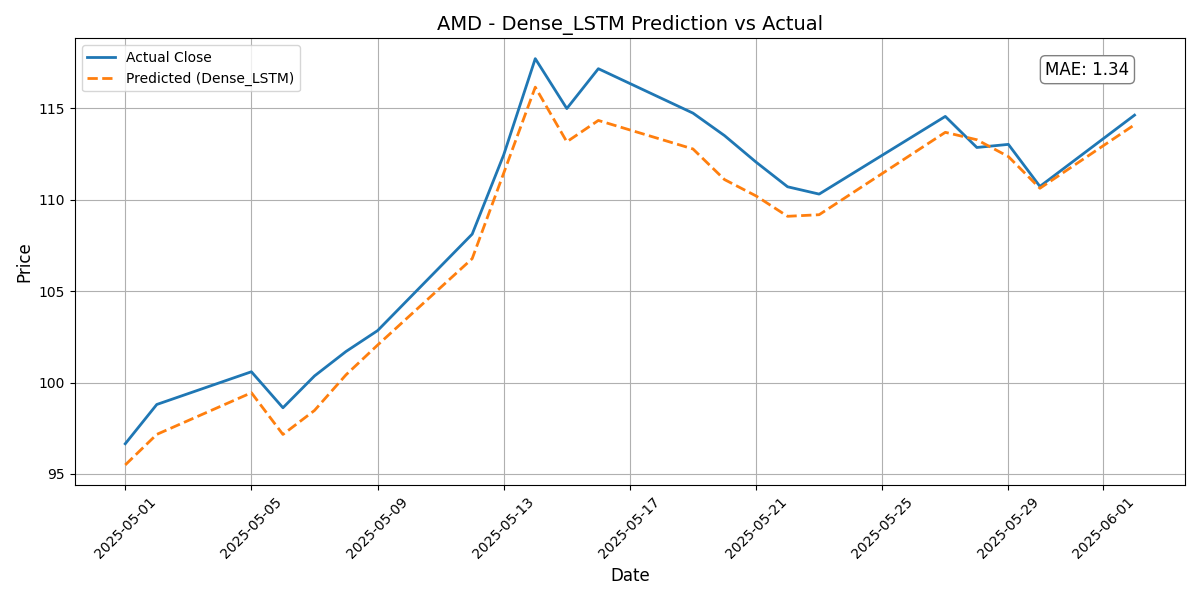 AMD - Dense_LSTM Prediction vs Actual
Actual Close
Predicted (Dense_LSTM)
MAE: 1.34
Price
115
110
105
100
95
2025-05-01
2025-05-05
2025-05-09
2025-05-13
2025-05-17
2025-05-21
2025-05-25
2025-05-29
2025-06-01
Date